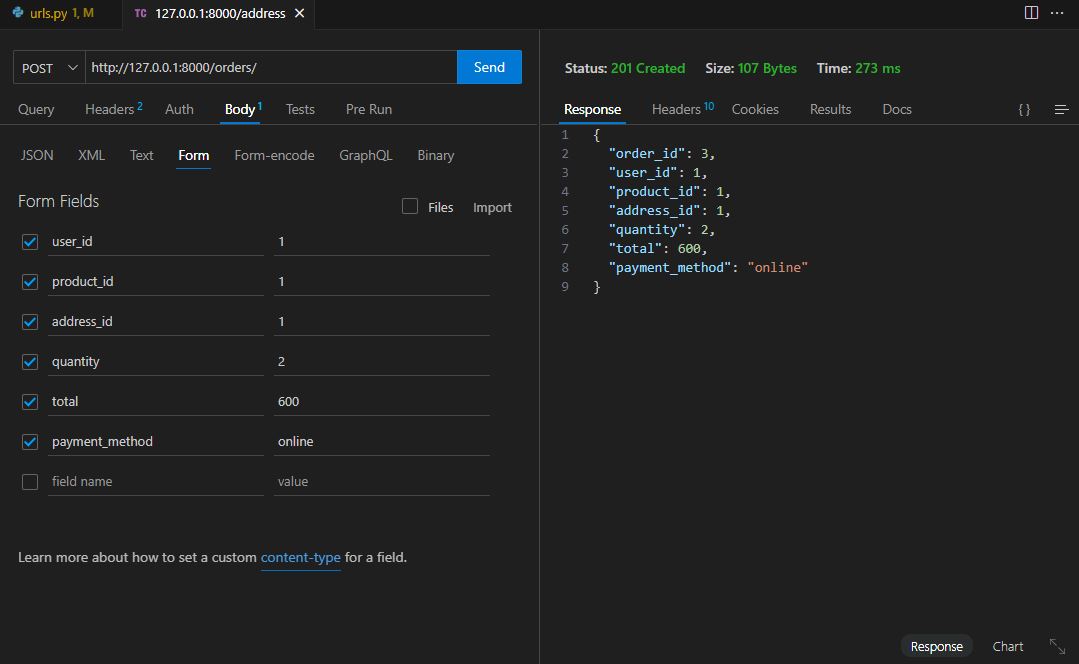 urls.py 1, M
TC 127.0.0.1:8000/address
POST http://127.0.0.1:8000/orders/ Send
Query Headers 2 Auth Body 1 Tests Pre Run
JSON XML Text Form Form-encode GraphQL Binary
Form Fields
Files Import
user_id 1
product_id 1
address_id 1
quantity 2
total 600
payment_method online
field name value
Learn more about how to set a custom content-type for a field.
Status: 201 Created Size: 107 Bytes Time: 273 ms
Response Headers 10 Cookies Results Docs { }
1 {
2 "order_id": 3,
3 "user_id": 1,
4 "product_id": 1,
5 "address_id": 1,
6 "quantity": 2,
7 "total": 600,
8 "payment_method": "online"
9 }
Response Chart